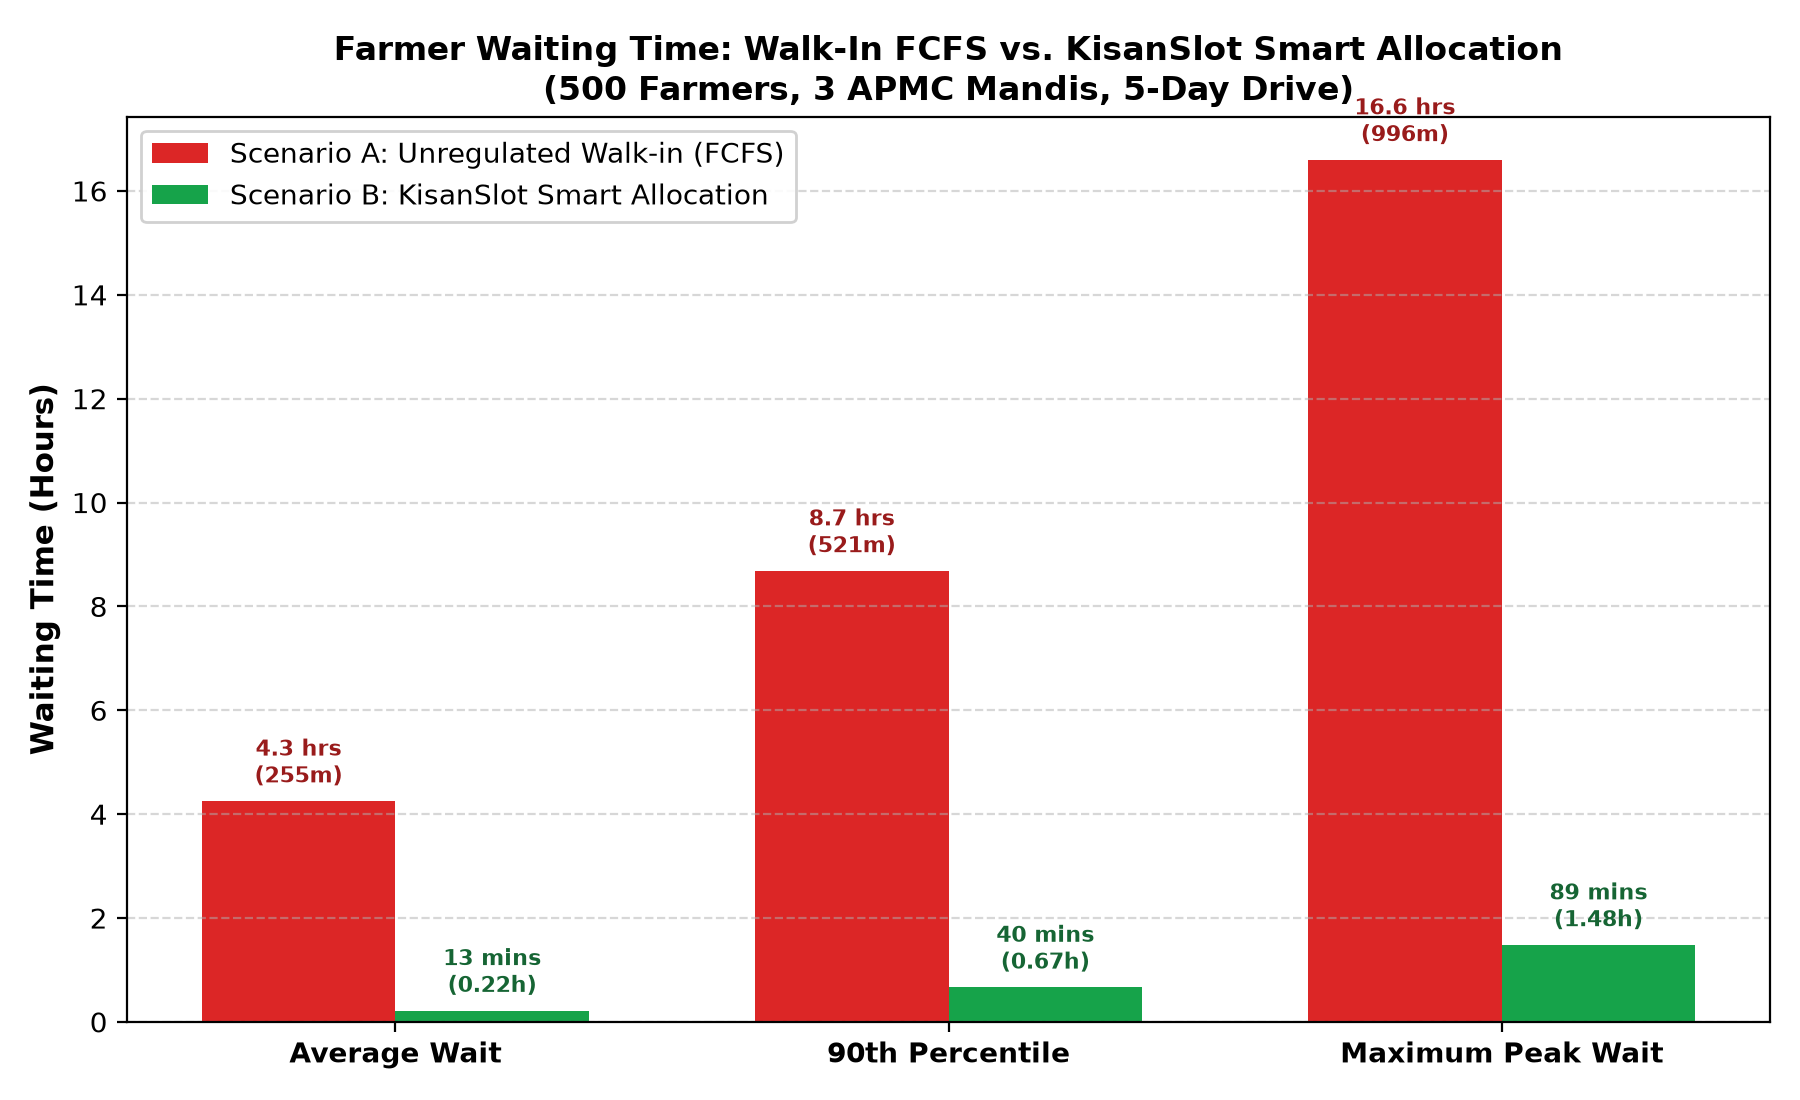 Farmer Waiting Time: Walk-In FCFS vs. KisanSlot Smart Allocation
(500 Farmers, 3 APMC Mandis, 5-Day Drive)
Scenario A: Unregulated Walk-in (FCFS)
Scenario B: KisanSlot Smart Allocation
Waiting Time (Hours)
16
14
12
10
8
6
4
2
0
4.3 hrs
(255m)
13 mins
(0.22h)
8.7 hrs
(521m)
40 mins
(0.67h)
16.6 hrs
(996m)
89 mins
(1.48h)
Average Wait
90th Percentile
Maximum Peak Wait